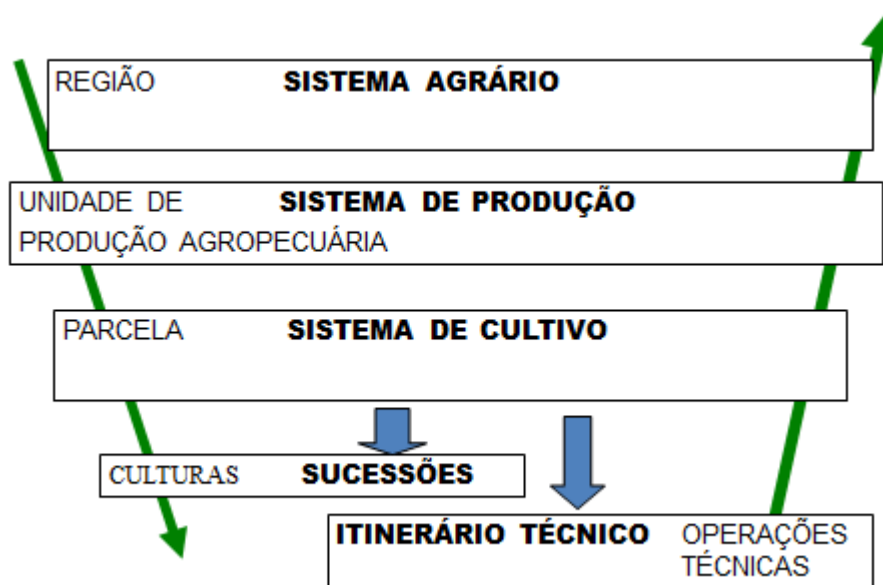 REGIÃO SISTEMA AGRÁRIO
UNIDADE DE SISTEMA DE PRODUÇÃO
PRODUÇÃO AGROPECUÁRIA
PARCELA SISTEMA DE CULTIVO
CULTURAS SUCESSÕES
ITINERÁRIO TÉCNICO OPERAÇÕES
TÉCNICAS